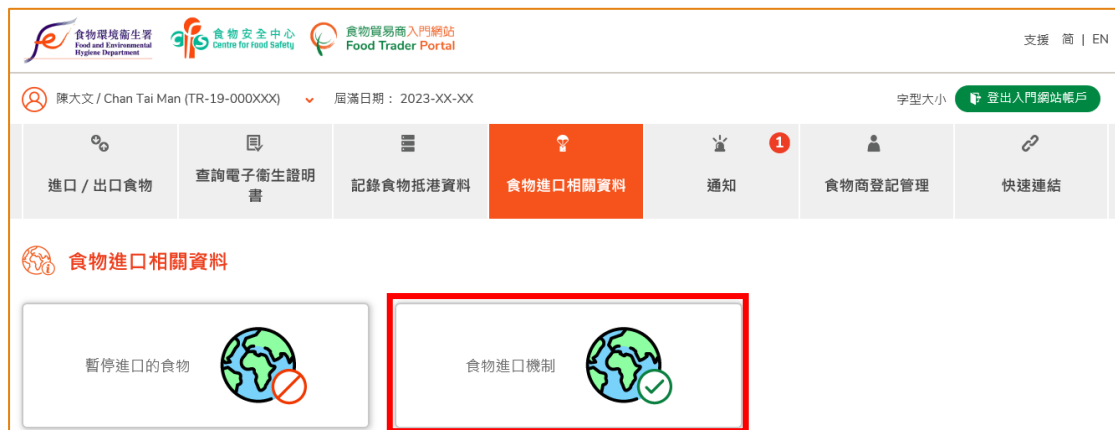 食物環境衞生署
Food and Environmental
Hygiene Department
食物安全中心
Centre for Food Safety
食物貿易商入門網站
Food Trader Portal
支援 简 | EN
陳大文 / Chan Tai Man (TR-19-000XXX) 屆滿日期： 2023-XX-XX 字型大小 登出入門網站帳戶
1
進口 / 出口食物
查詢電子衞生證明
書
記錄食物抵港資料
食物進口相關資料
通知
食物商登記管理
快速連結
食物進口相關資料
暫停進口的食物
食物進口機制